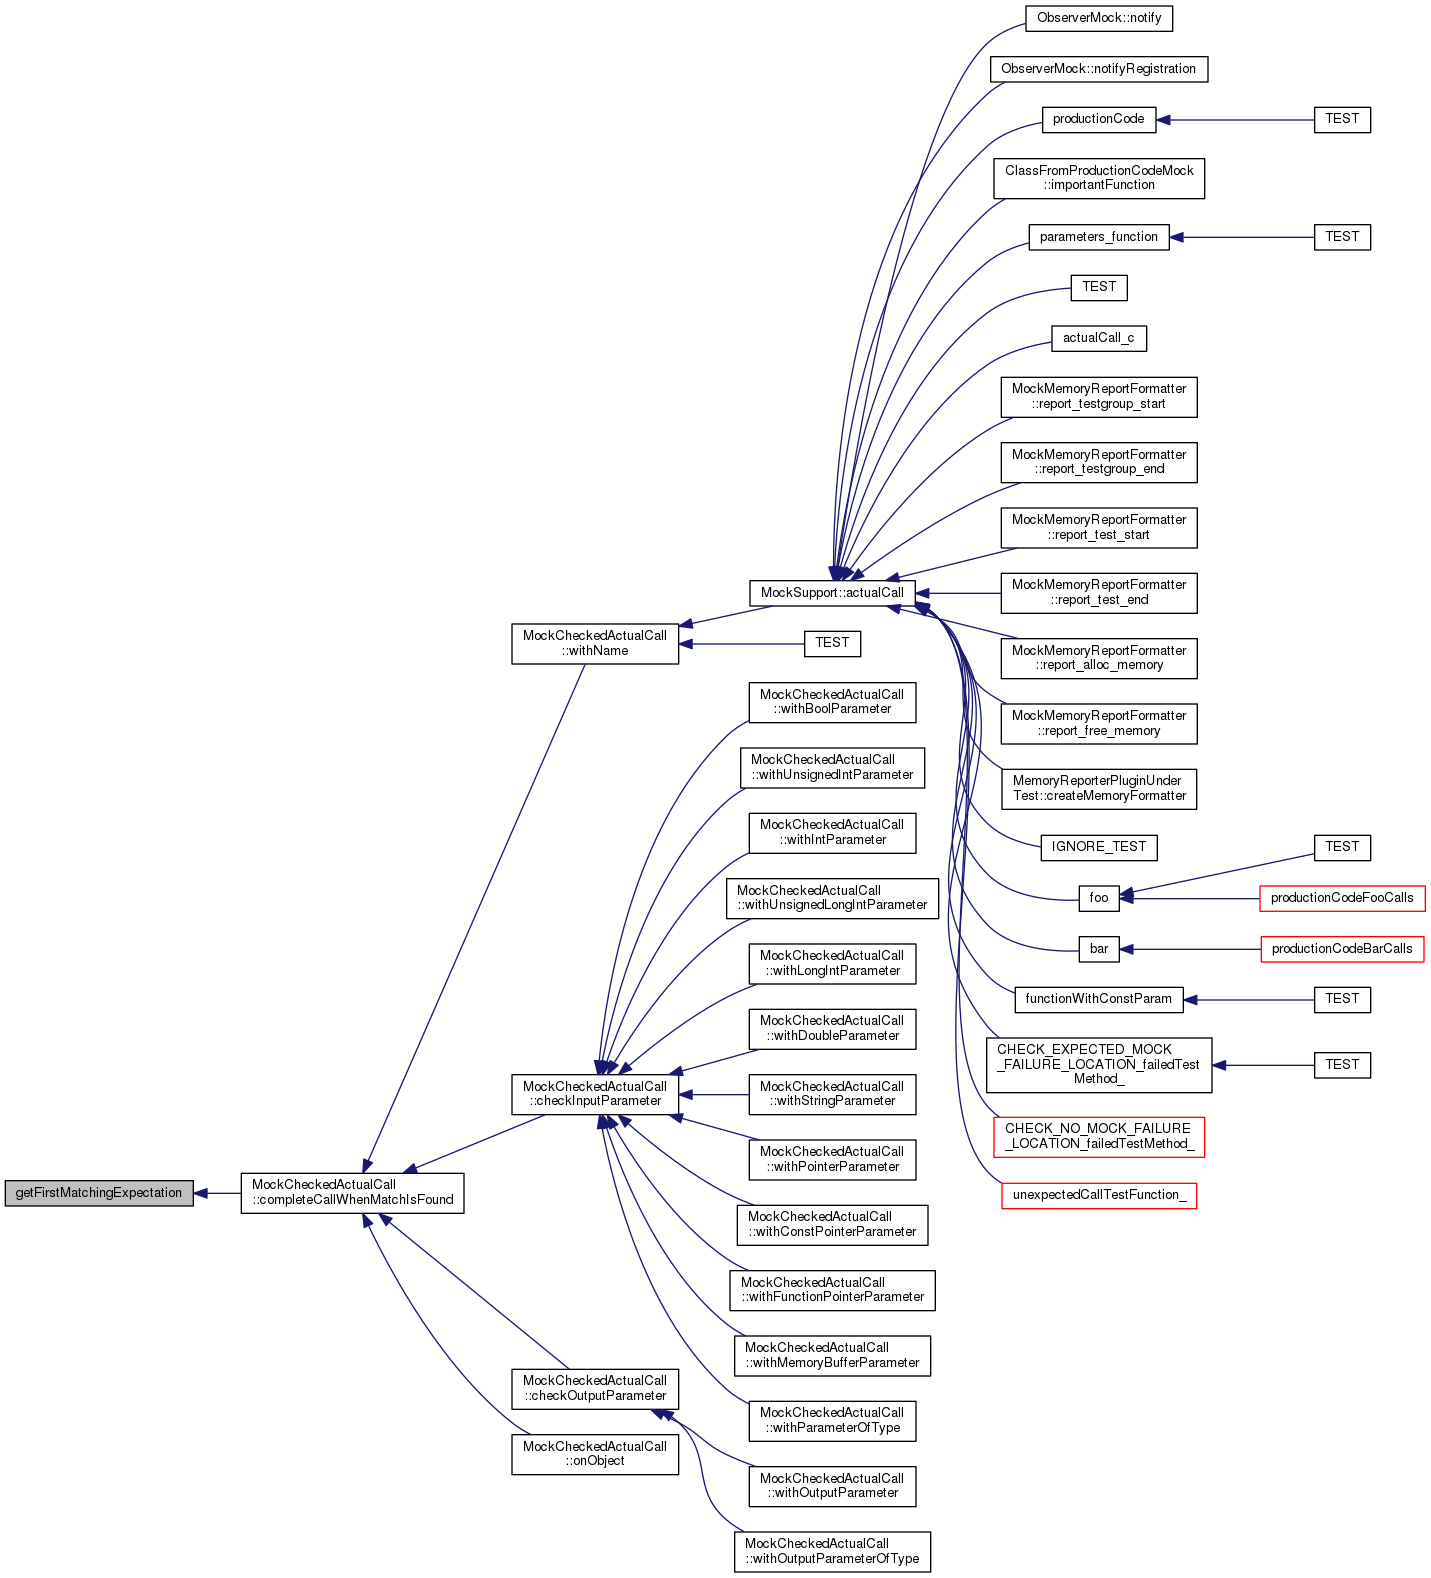 ObserverMock::notify
ObserverMock::notifyRegistration
productionCode
TEST
ClassFromProductionCodeMock
::importantFunction
parameters_function
TEST
TEST
actualCall_c
MockMemoryReportFormatter
::report_testgroup_start
MockMemoryReportFormatter
::report_testgroup_end
MockMemoryReportFormatter
::report_test_start
MockSupport::actualCall
MockMemoryReportFormatter
::report_test_end
MockCheckedActualCall
::withName
TEST
MockMemoryReportFormatter
::report_alloc_memory
MockCheckedActualCall
::withBoolParameter
MockMemoryReportFormatter
::report_free_memory
MockCheckedActualCall
::withUnsignedIntParameter
MemoryReporterPluginUnder
Test::createMemoryFormatter
MockCheckedActualCall
::withIntParameter
IGNORE_TEST
TEST
MockCheckedActualCall
::withUnsignedLongIntParameter
foo
productionCodeFooCalls
MockCheckedActualCall
::withLongIntParameter
bar
productionCodeBarCalls
functionWithConstParam
TEST
MockCheckedActualCall
::withDoubleParameter
CHECK_EXPECTED_MOCK
_FAILURE_LOCATION_failedTest
Method_
TEST
MockCheckedActualCall
::checkInputParameter
MockCheckedActualCall
::withStringParameter
CHECK_NO_MOCK_FAILURE
_LOCATION_failedTestMethod_
MockCheckedActualCall
::withPointerParameter
getFirstMatchingExpectation
MockCheckedActualCall
::completeCallWhenMatchIsFound
unexpectedCallTestFunction_
MockCheckedActualCall
::withConstPointerParameter
MockCheckedActualCall
::withFunctionPointerParameter
MockCheckedActualCall
::withMemoryBufferParameter
MockCheckedActualCall
::checkOutputParameter
MockCheckedActualCall
::withParameterOfType
MockCheckedActualCall
::onObject
MockCheckedActualCall
::withOutputParameter
MockCheckedActualCall
::withOutputParameterOfType